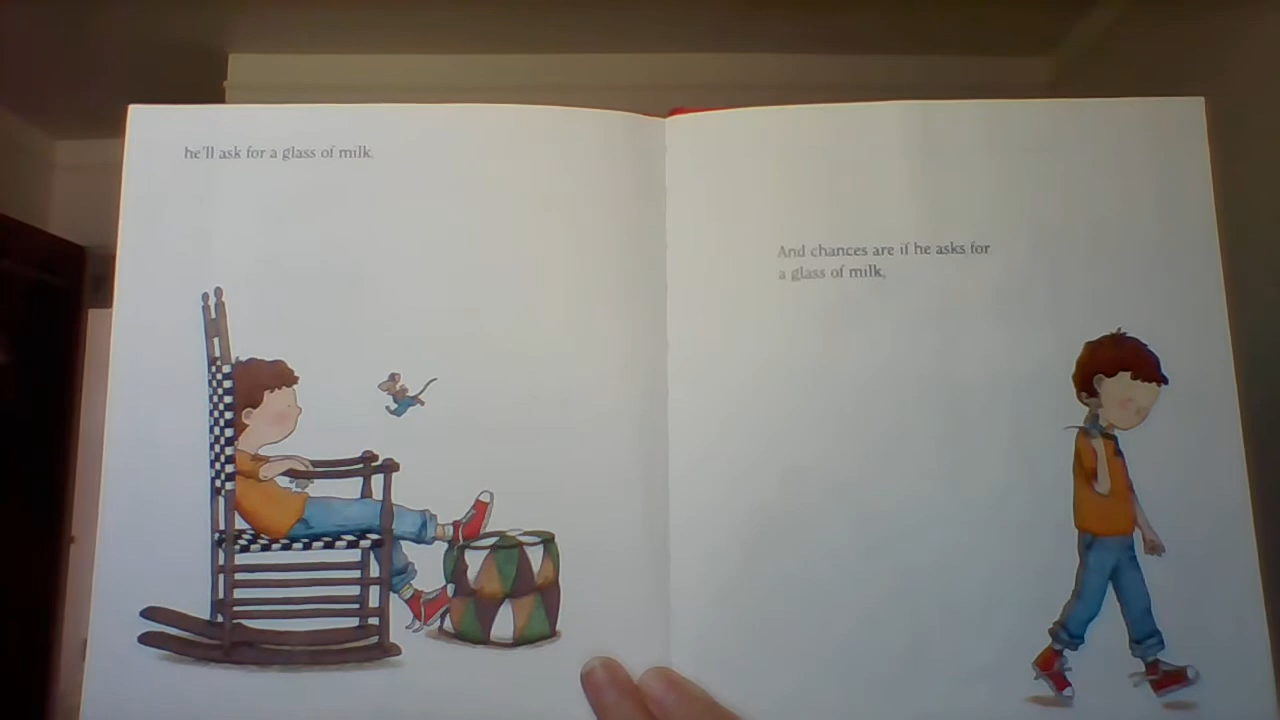 he'll ask for a glass of milk.
And chances are if he asks for
a glass of milk,